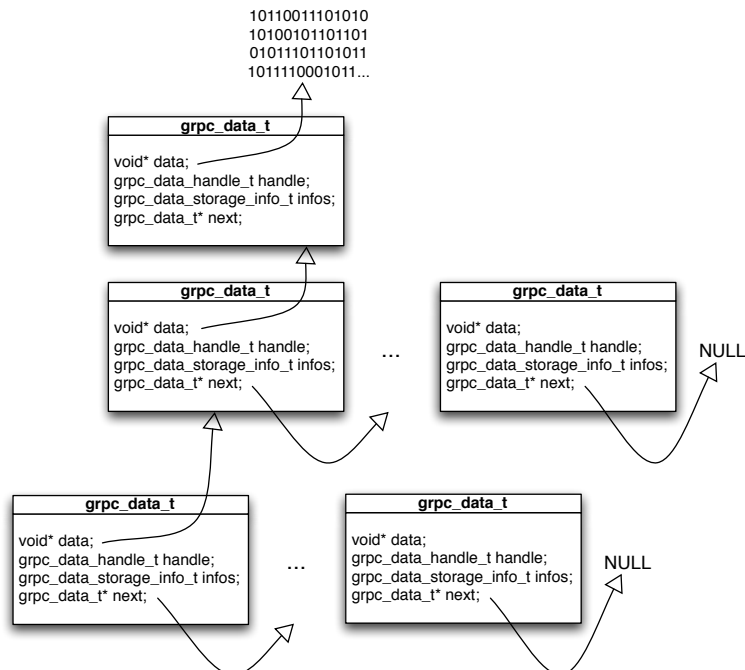 10110011101010
10100101101101
01011101101011
1011110001011...
grpc_data_t
void* data;
grpc_data_handle_t handle;
grpc_data_storage_info_t infos;
grpc_data_t* next;
grpc_data_t
void* data;
grpc_data_handle_t handle;
grpc_data_storage_info_t infos;
grpc_data_t* next;
...
grpc_data_t
void* data;
grpc_data_handle_t handle;
grpc_data_storage_info_t infos;
grpc_data_t* next;
NULL
grpc_data_t
void* data;
grpc_data_handle_t handle;
grpc_data_storage_info_t infos;
grpc_data_t* next;
...
grpc_data_t
void* data;
grpc_data_handle_t handle;
grpc_data_storage_info_t infos;
grpc_data_t* next;
NULL